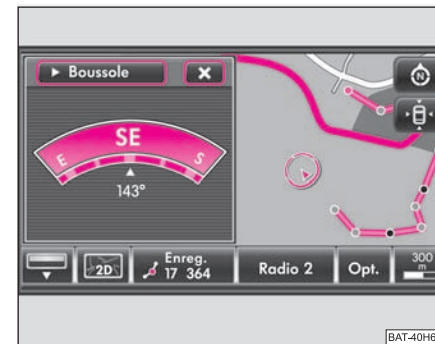 Boussole
N
SE
E
S
143°
2D
Enreg.
17 364
Radio 2
Opt.
300
m
BAT-40H6